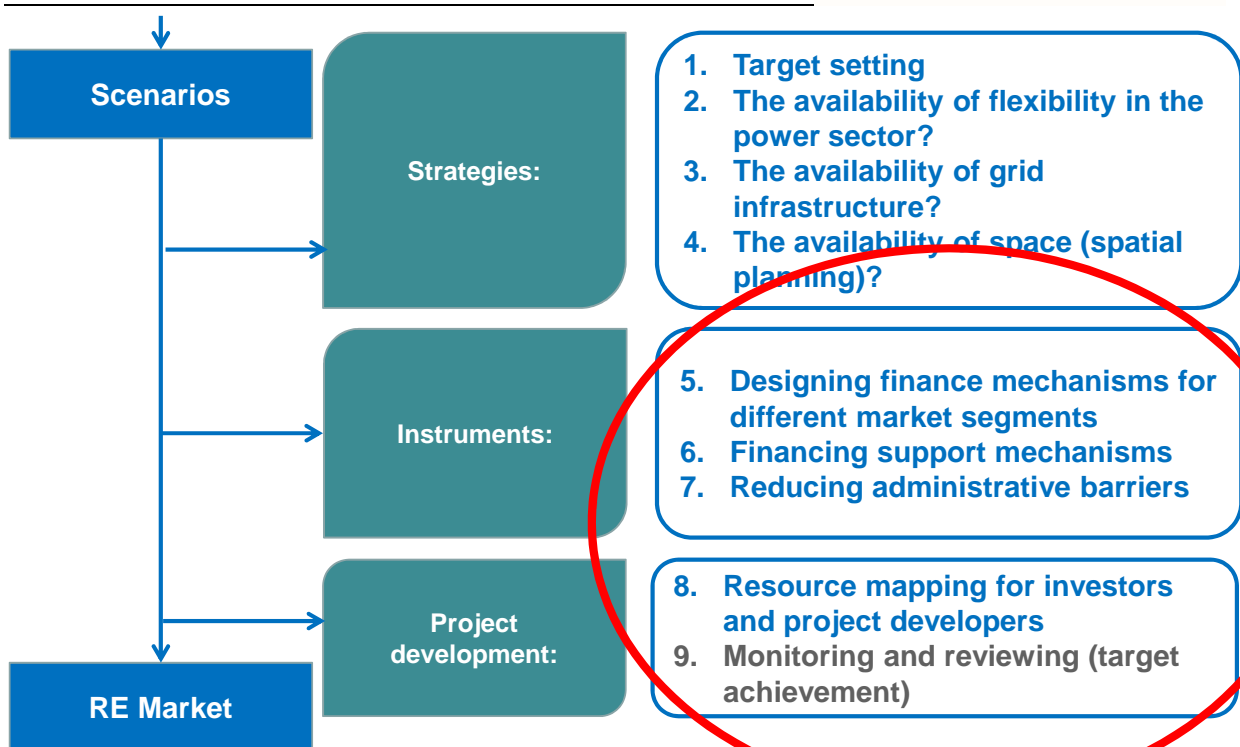 Scenarios
Strategies:
1. Target setting
2. The availability of flexibility in the
power sector?
3. The availability of grid
infrastructure?
4. The availability of space (spatial
planning)?
Instruments:
5. Designing finance mechanisms for
different market segments
6. Financing support mechanisms
7. Reducing administrative barriers
Project
development:
8. Resource mapping for investors
and project developers
9. Monitoring and reviewing (target
achievement)
RE Market